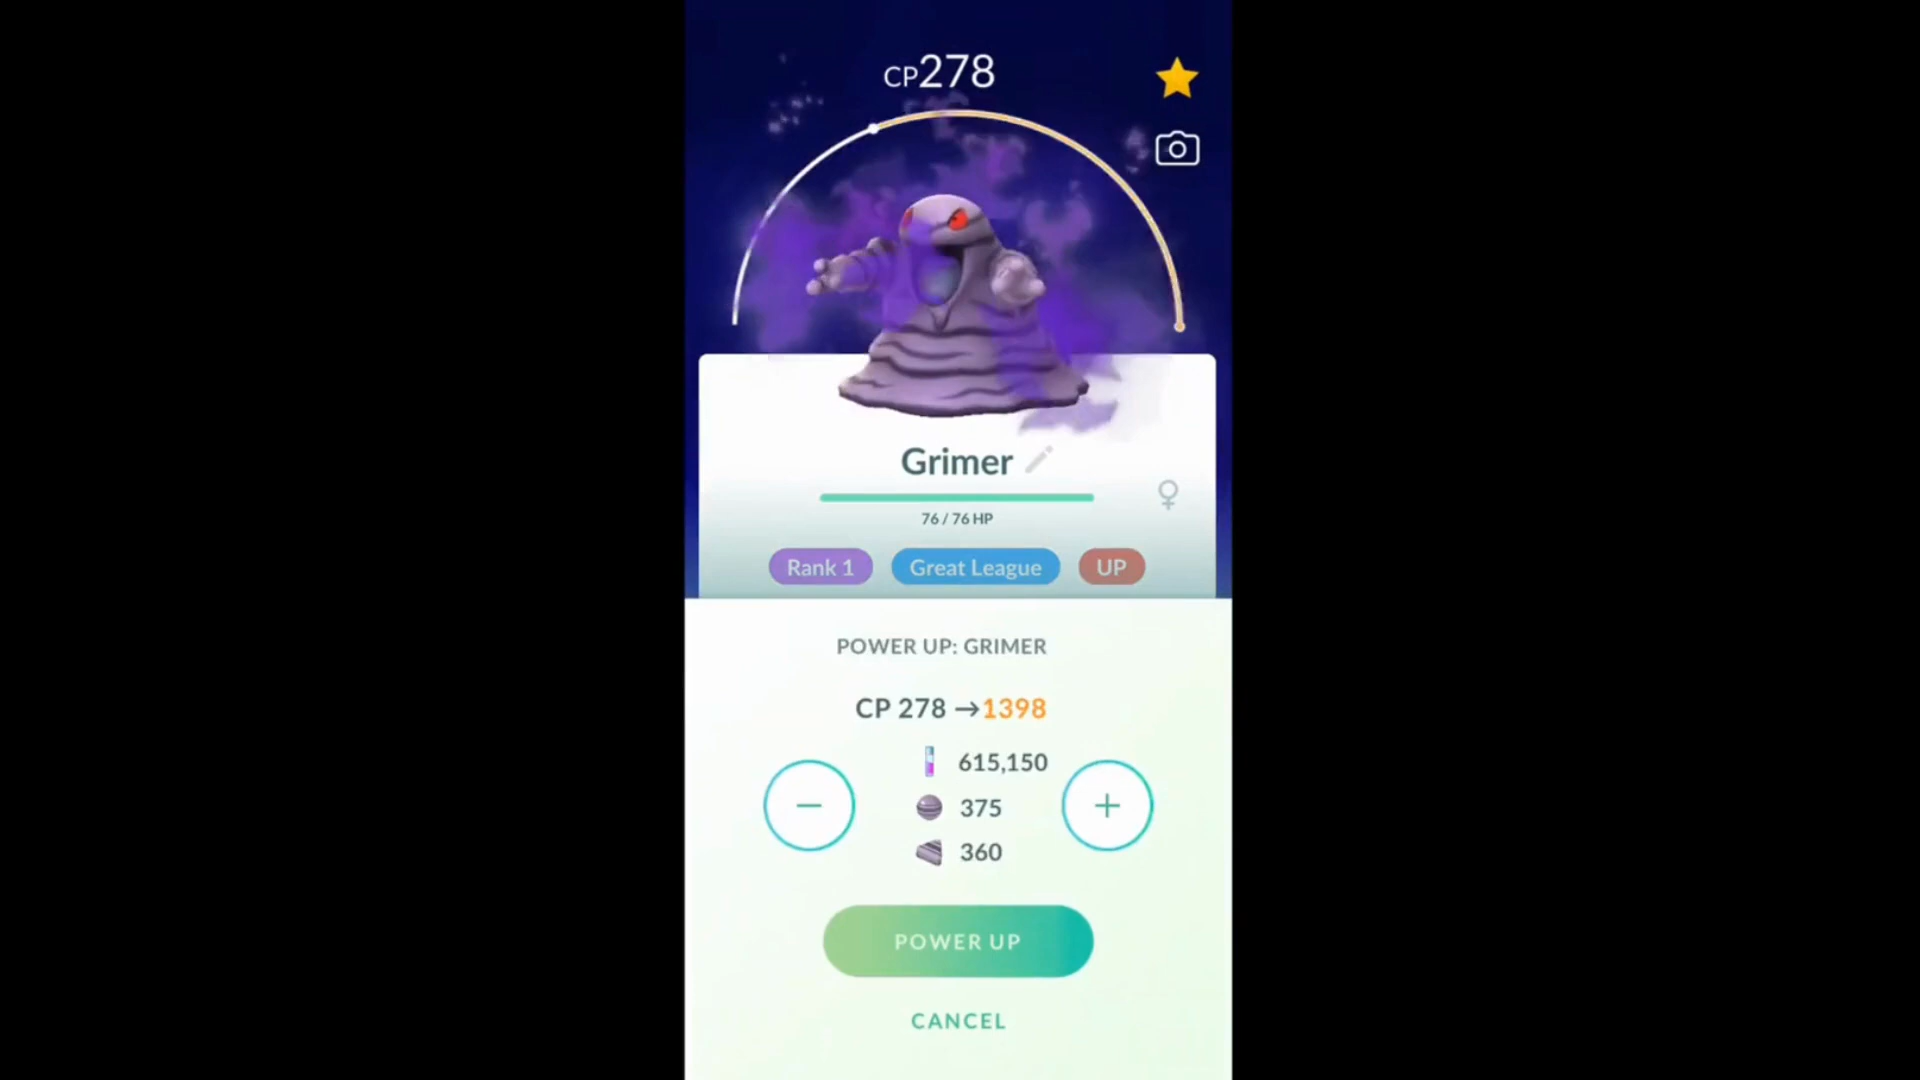 CP278
Grimer
76 / 76 HP
Rank 1 Great League UP
POWER UP: GRIMER
CP 278 →1398
615,150
375
360
POWER UP
CANCEL